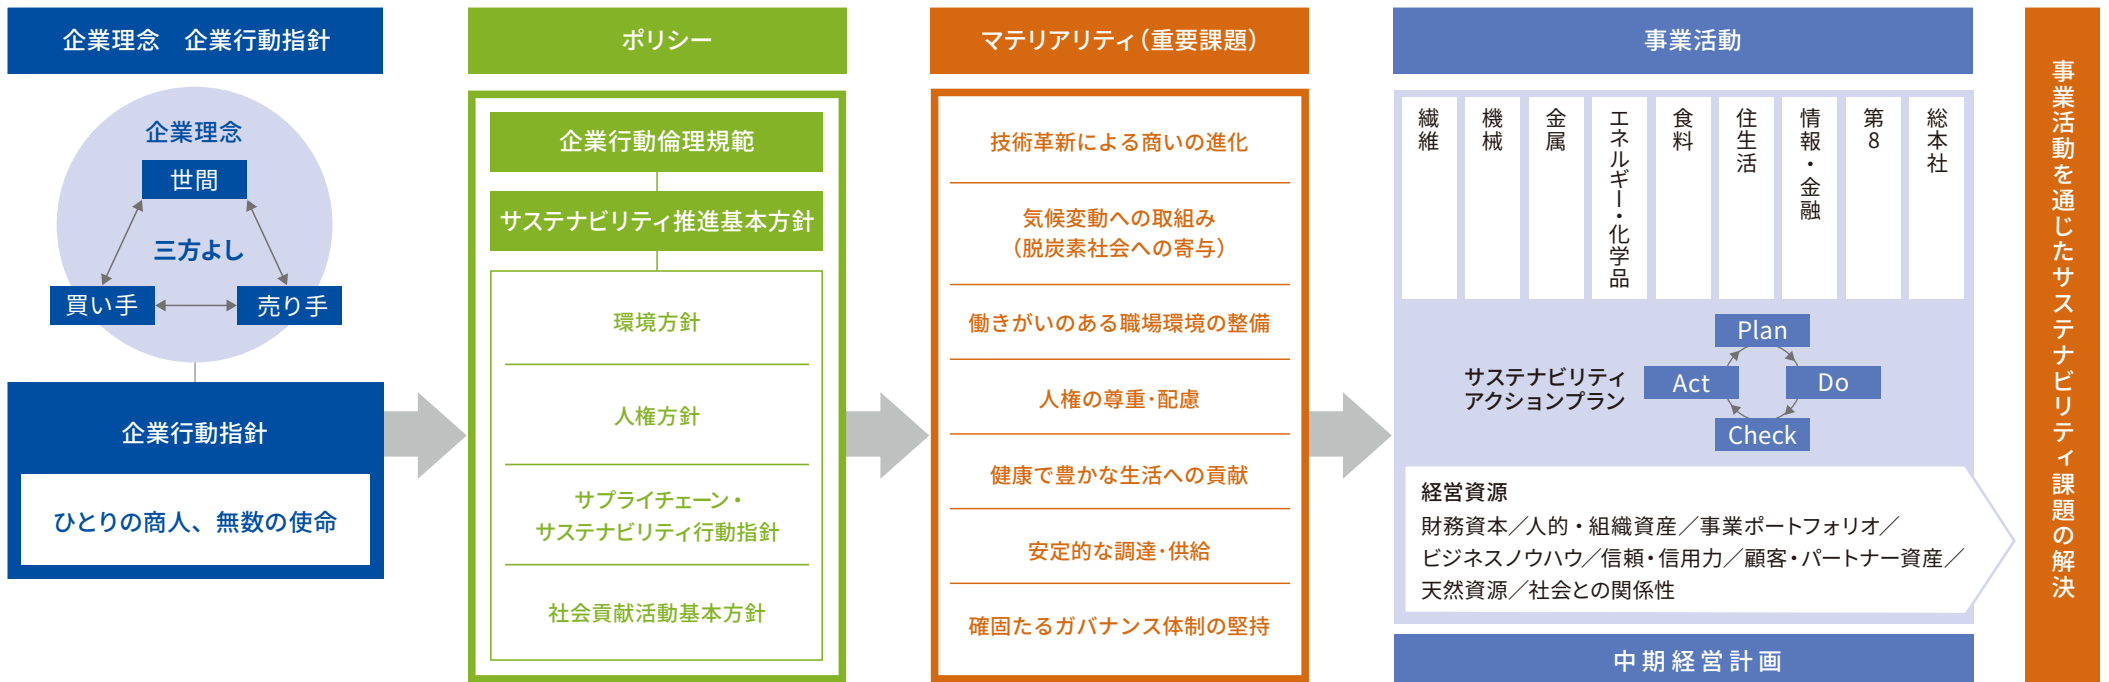 企業理念　企業行動指針
企業理念
世間
三方よし
買い手
売り手
企業行動指針
ひとりの商人、無数の使命
ポリシー
企業行動倫理規範
サステナビリティ推進基本方針
環境方針
人権方針
サプライチェーン・
サステナビリティ行動指針
社会貢献活動基本方針
マテリアリティ（重要課題）
技術革新による商いの進化
気候変動への取組み
（脱炭素社会への寄与）
働きがいのある職場環境の整備
人権の尊重･配慮
健康で豊かな生活への貢献
安定的な調達･供給
確固たるガバナンス体制の堅持
事業活動
繊維
機械
金属
エネルギー・化学品
食料
住生活
情報・金融
第8
総本社
サステナビリティ
アクションプラン
Plan
Do
Check
Act
経営資源
財務資本／人的・組織資産／事業ポートフォリオ／
ビジネスノウハウ／信頼・信用力／顧客・パートナー資産／
天然資源／社会との関係性
中期経営計画
事業活動を通じたサステナビリティ課題の解決